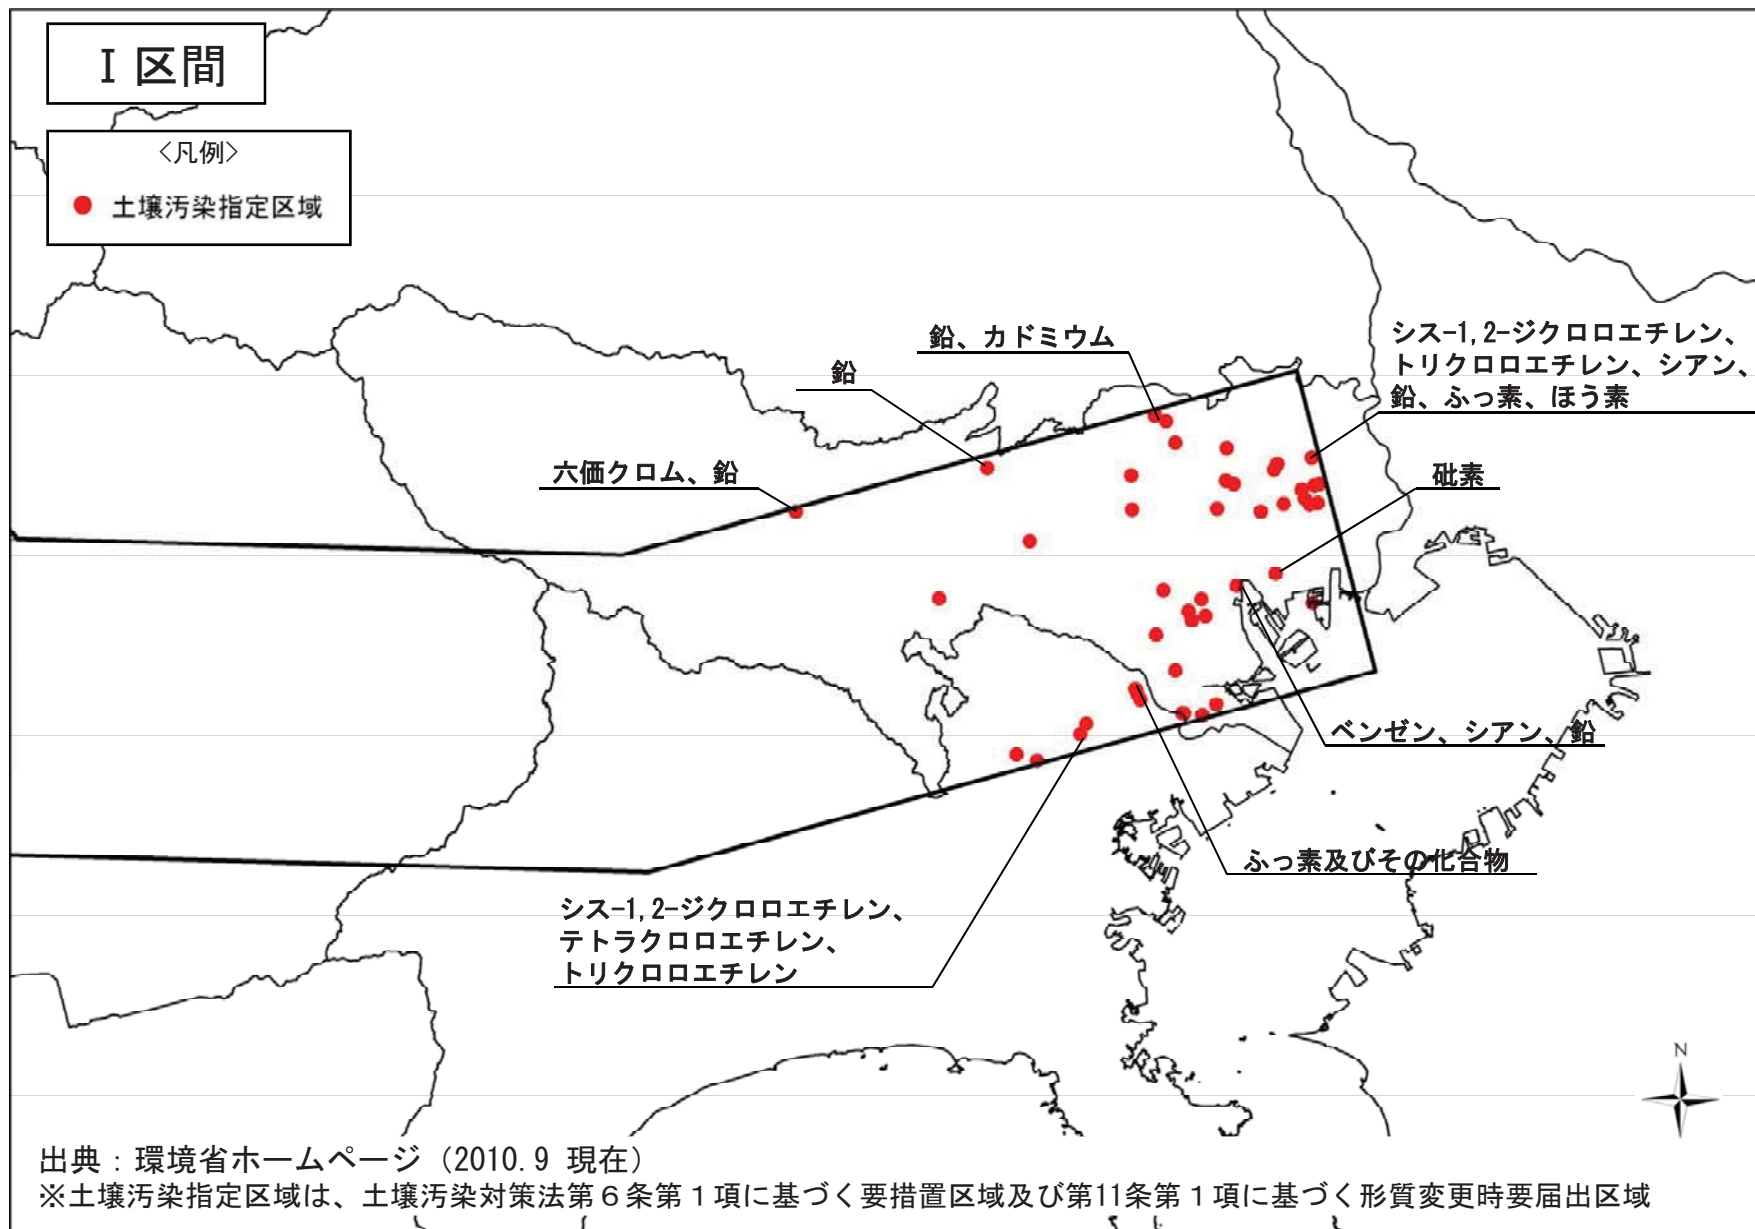 Ⅰ区間
<凡例>
土壌汚染指定区域
鉛、カドミウム
シス-1,2-ジクロロエチレン、
トリクロロエチレン、シアン、
鉛、ふっ素、ほう素
鉛
六価クロム、鉛
砒素
ベンゼン、シアン、鉛
ふっ素及びその化合物
シス-1,2-ジクロロエチレン、
テトラクロロエチレン、
トリクロロエチレン
N
出典：環境省ホームページ（2010.9 現在）
※土壌汚染指定区域は、土壌汚染対策法第６条第１項に基づく要措置区域及び第11条第１項に基づく形質変更時要届出区域